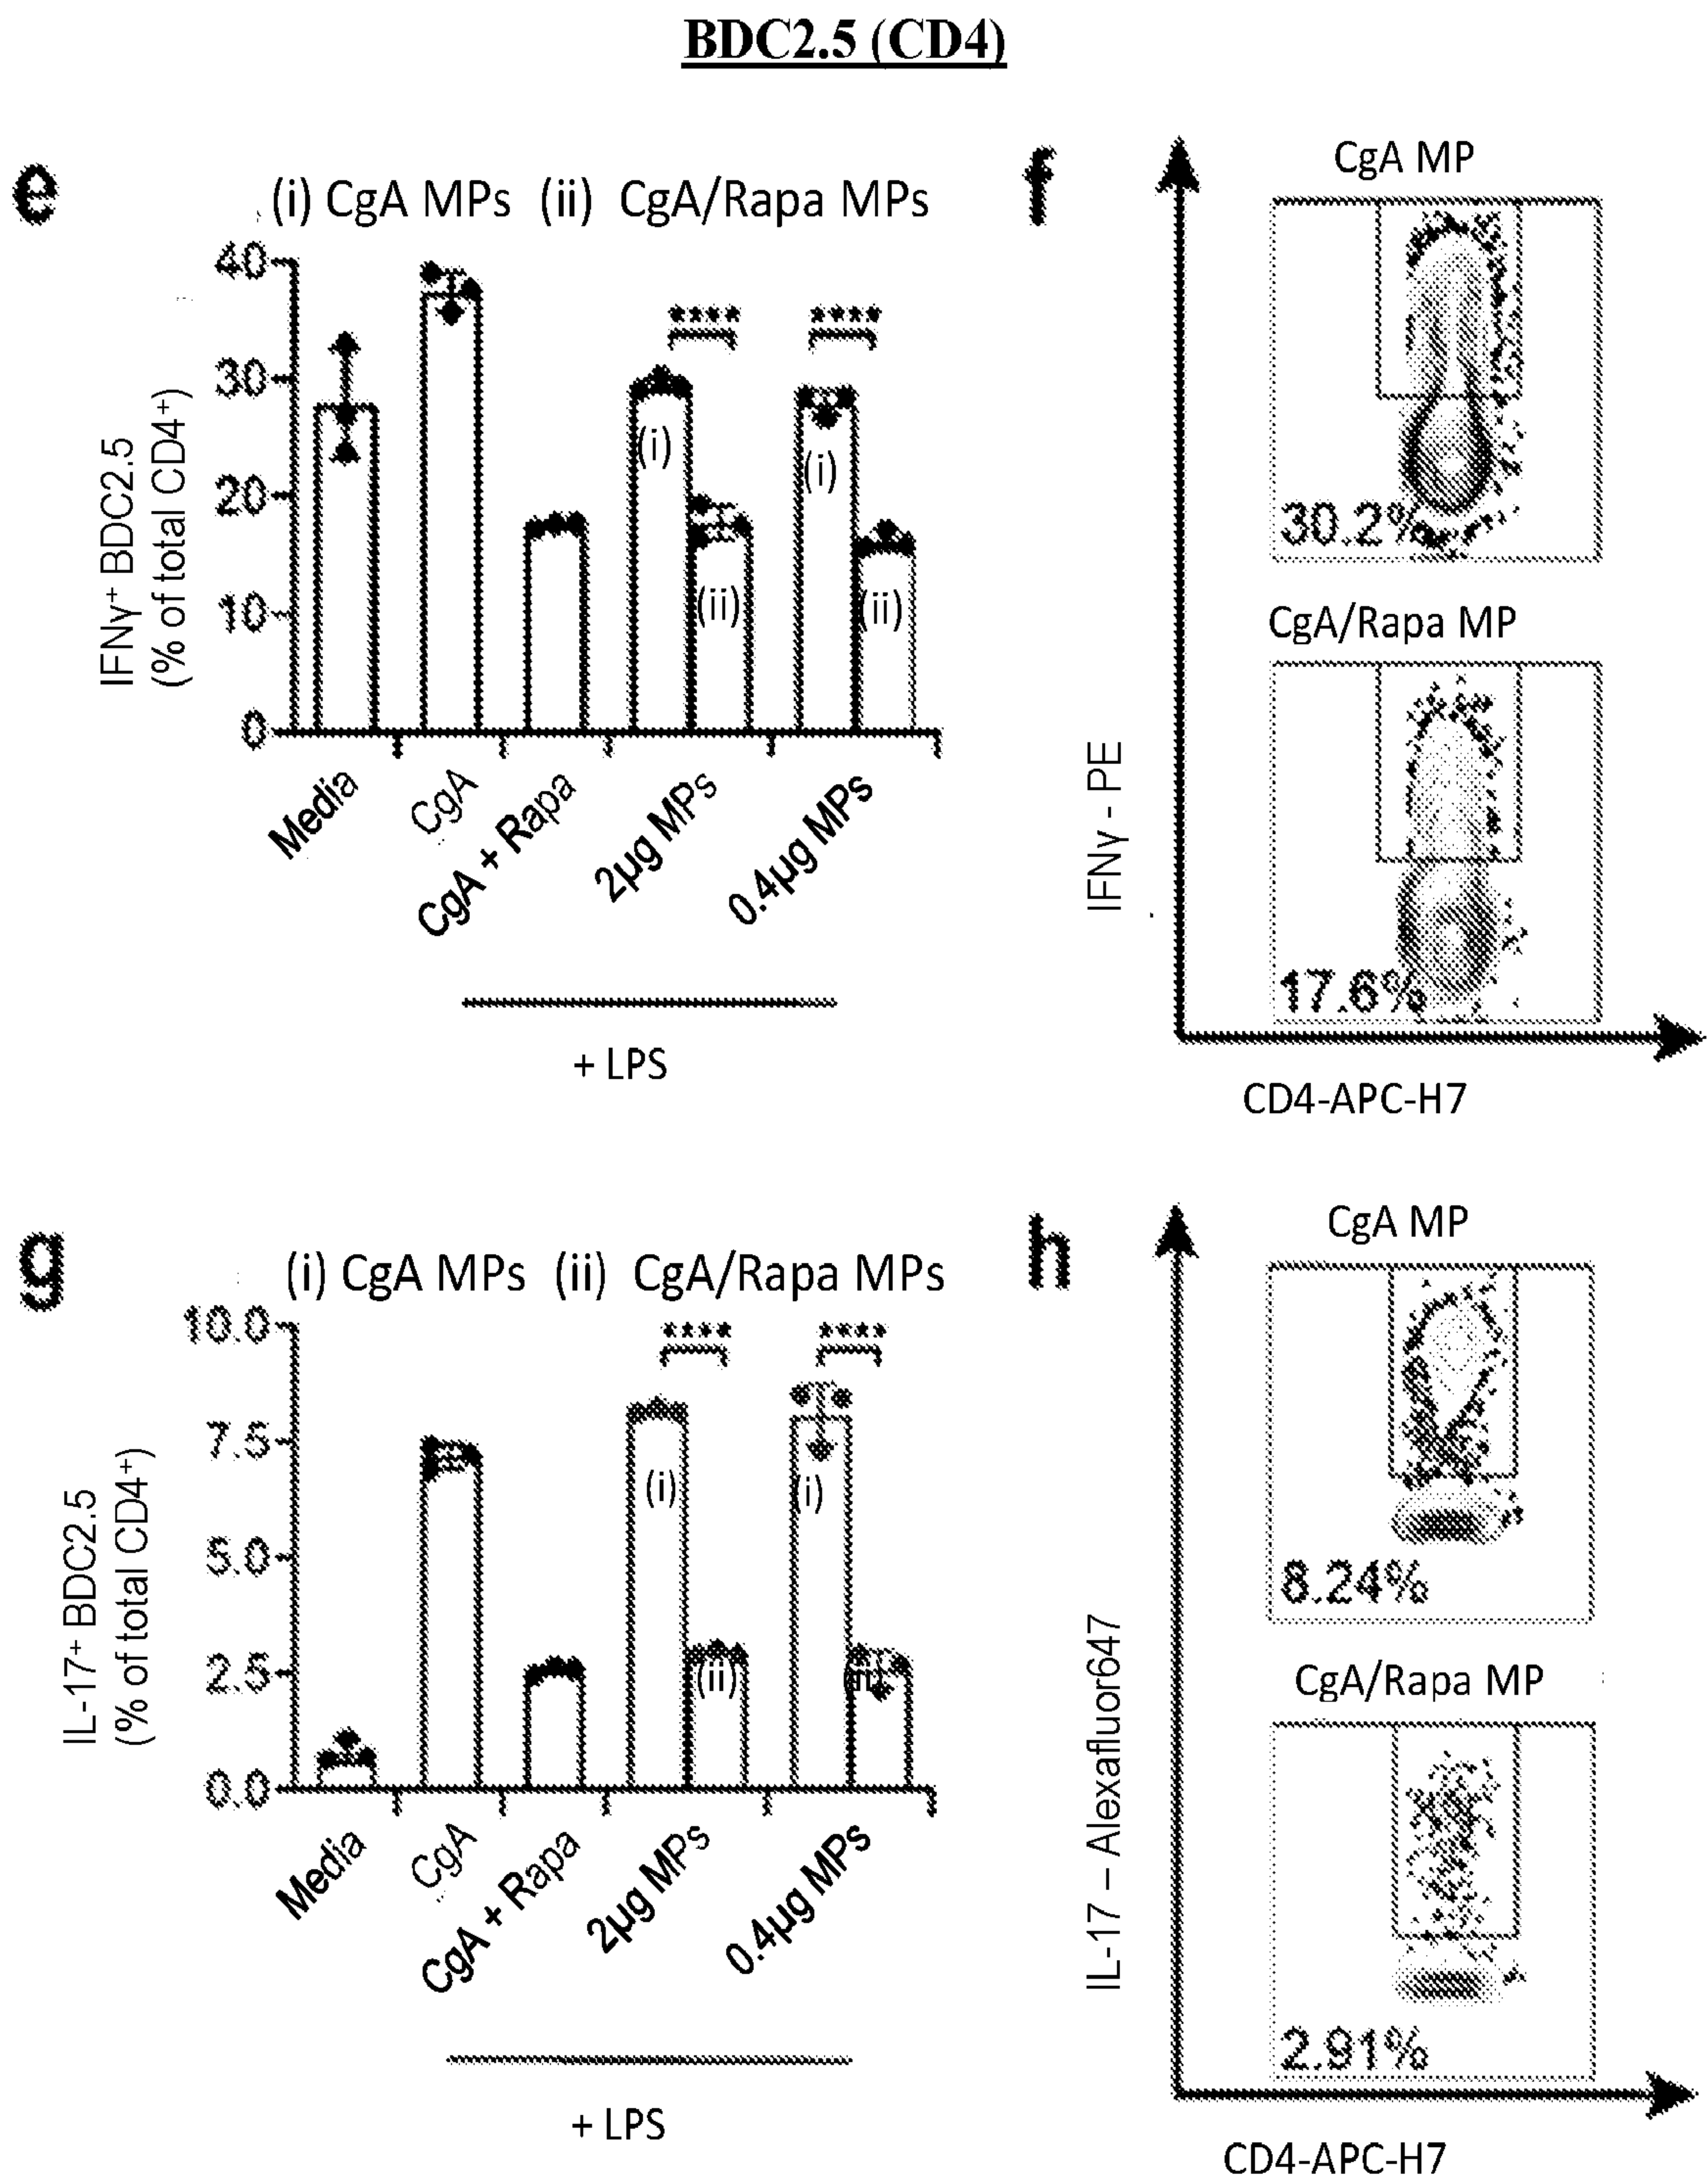 BDC2.5 (CD4)
e
(i) CgA MPs (ii) CgA/Rapa MPs
IFNγ⁺ BDC2.5
(% of total CD4⁺)
40
30
20
10
0
****
****
(i)
(ii)
(i)
(ii)
Media
CgA
CgA + Rapa
2µg MPs
0.4µg MPs
+ LPS
f
CgA MP
30.2%
CgA/Rapa MP
17.6%
IFNγ - PE
CD4-APC-H7
g
(i) CgA MPs (ii) CgA/Rapa MPs
IL-17⁺ BDC2.5
(% of total CD4⁺)
10.0
7.5
5.0
2.5
0.0
****
****
(i)
(ii)
(i)
(ii)
Media
CgA
CgA + Rapa
2µg MPs
0.4µg MPs
+ LPS
h
CgA MP
8.24%
CgA/Rapa MP
2.91%
IL-17 – Alexafluor647
CD4-APC-H7